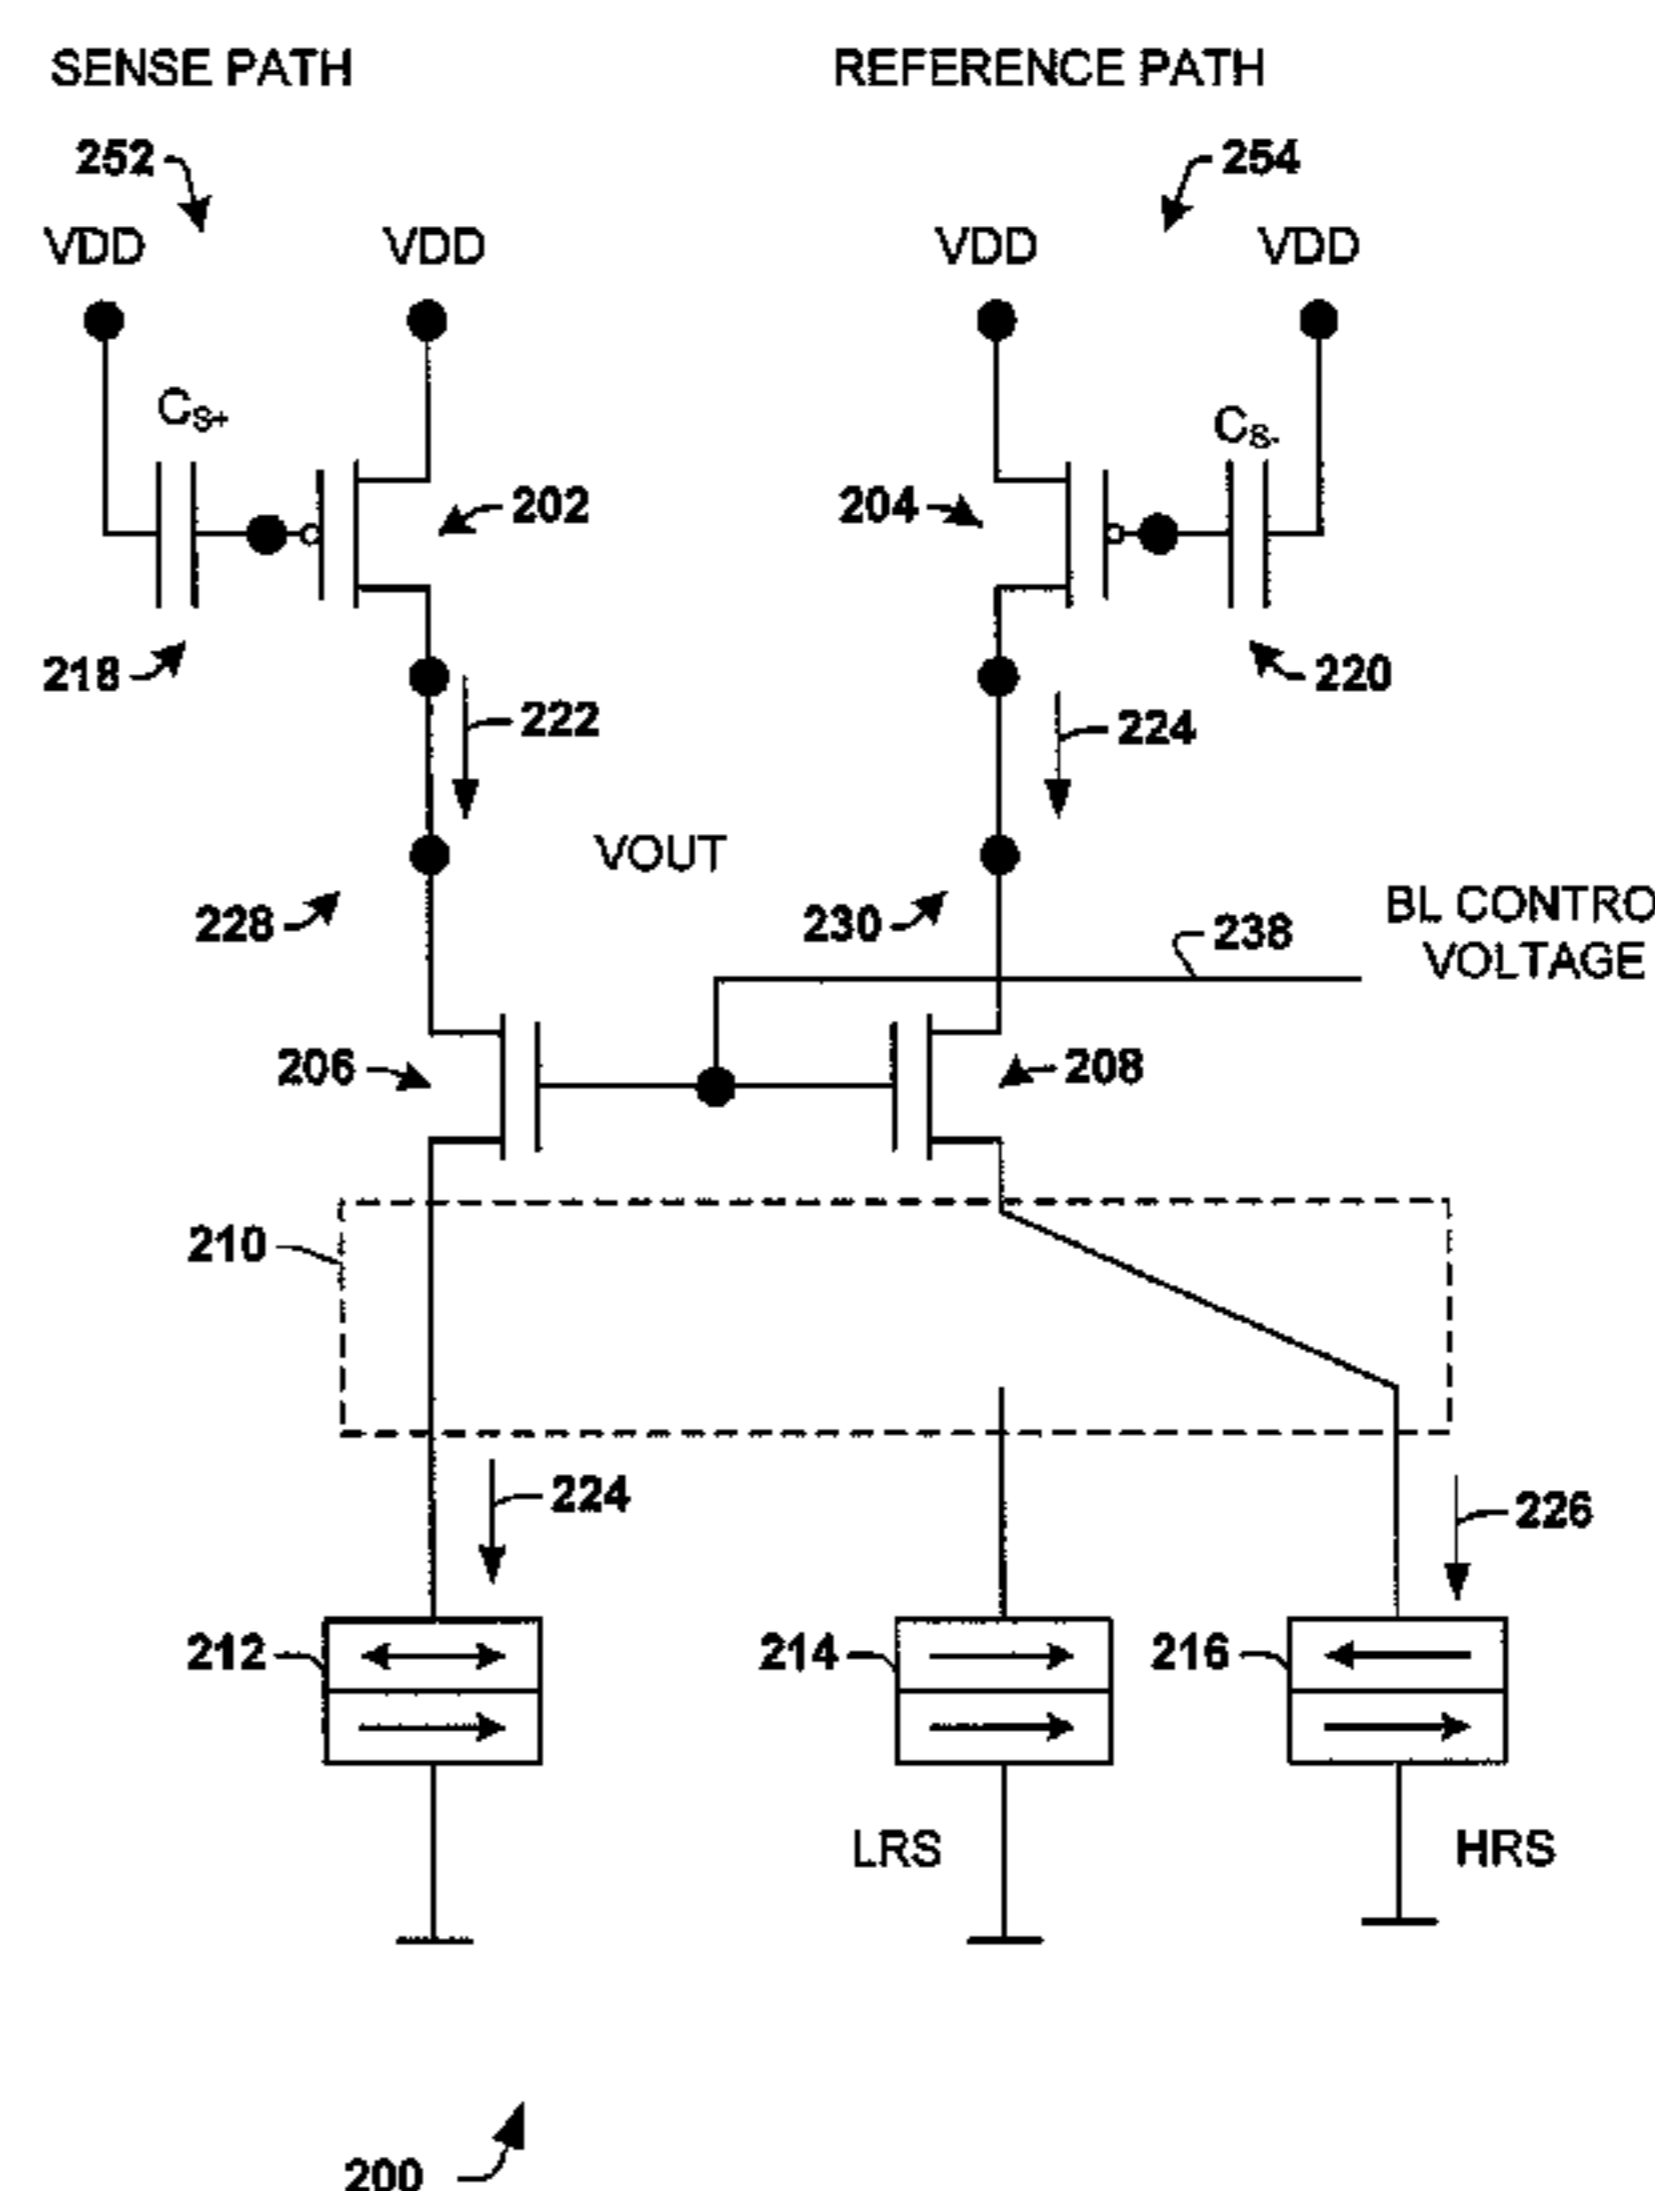 SENSE PATH REFERENCE PATH
252 254
VDD VDD VDD VDD
CS+ CS-
202 204
218 220
222 224
VOUT
228 230
BL CONTRO
VOLTAGE
238
206 208
210
224 226
212 214 216
LRS HRS
200